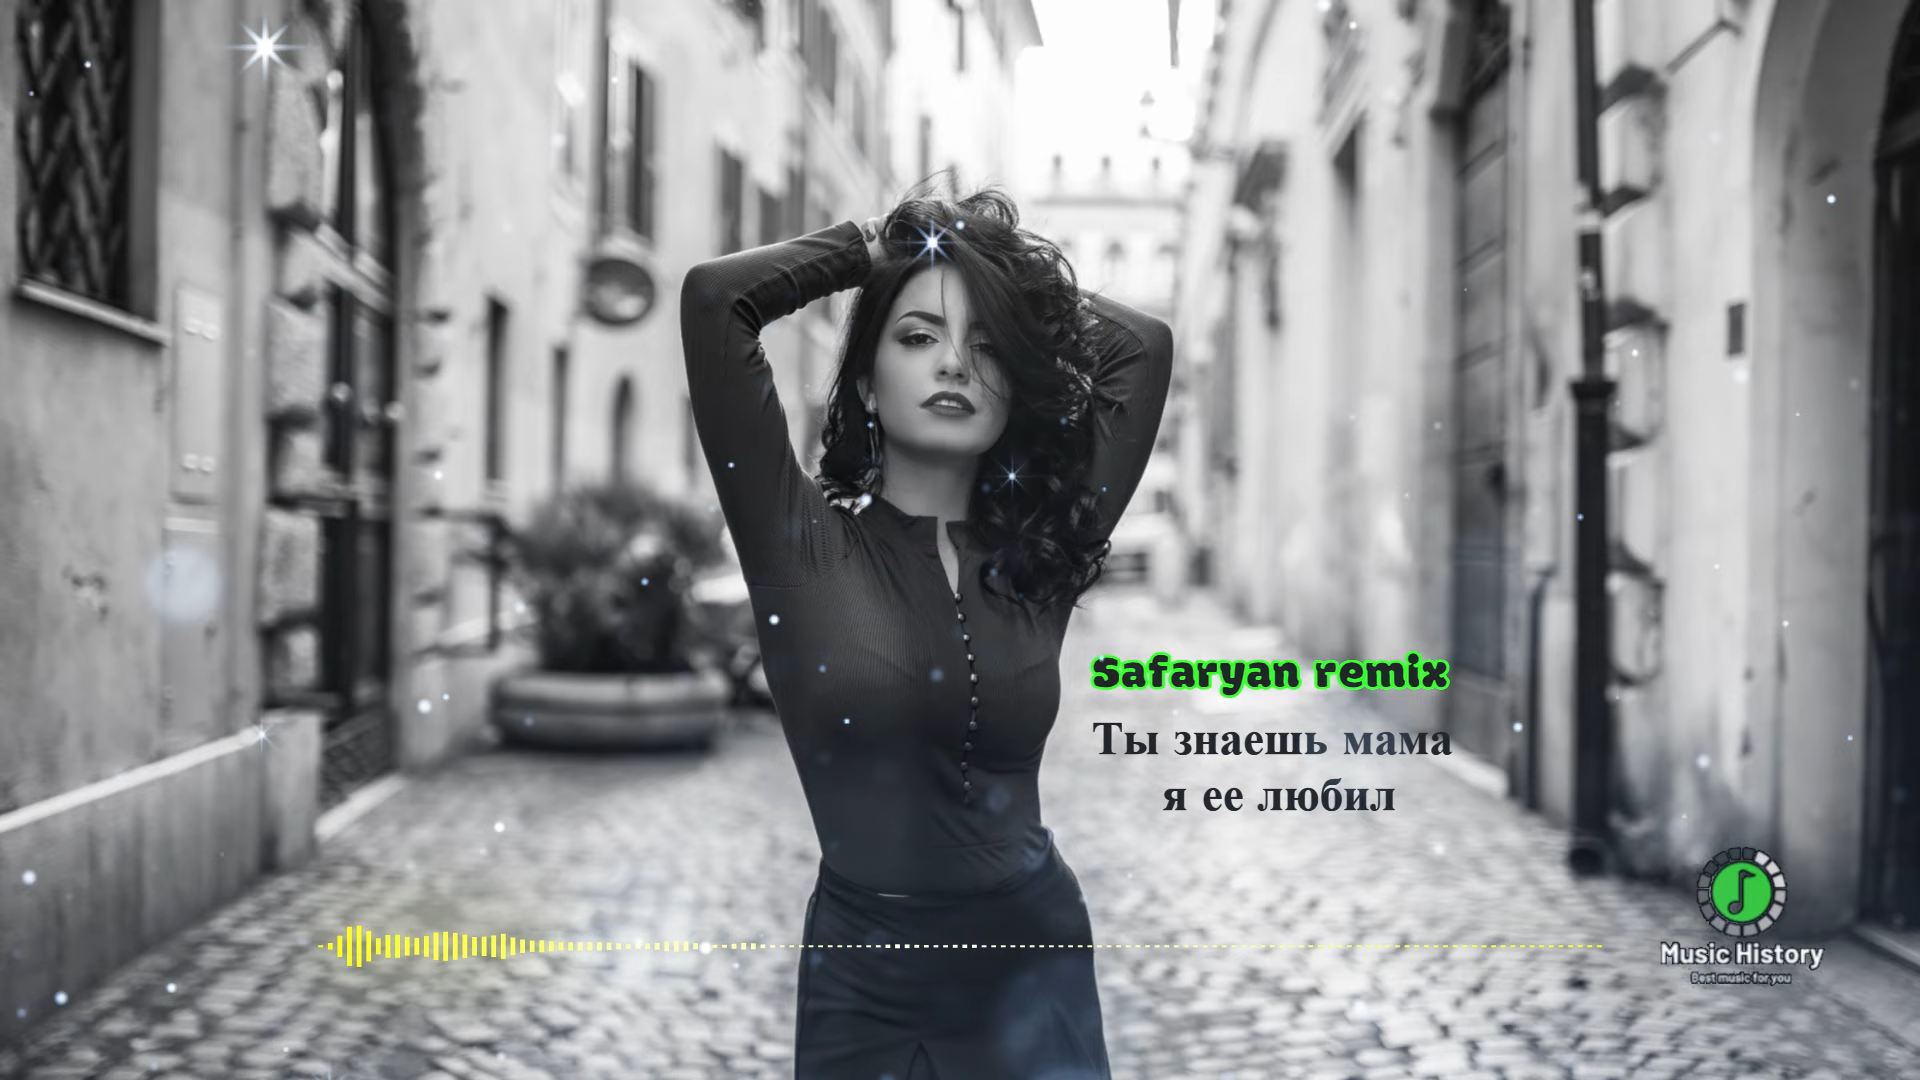 Safaryan remix
Ты знаешь мама
я ее любил
Music History
Best music for you